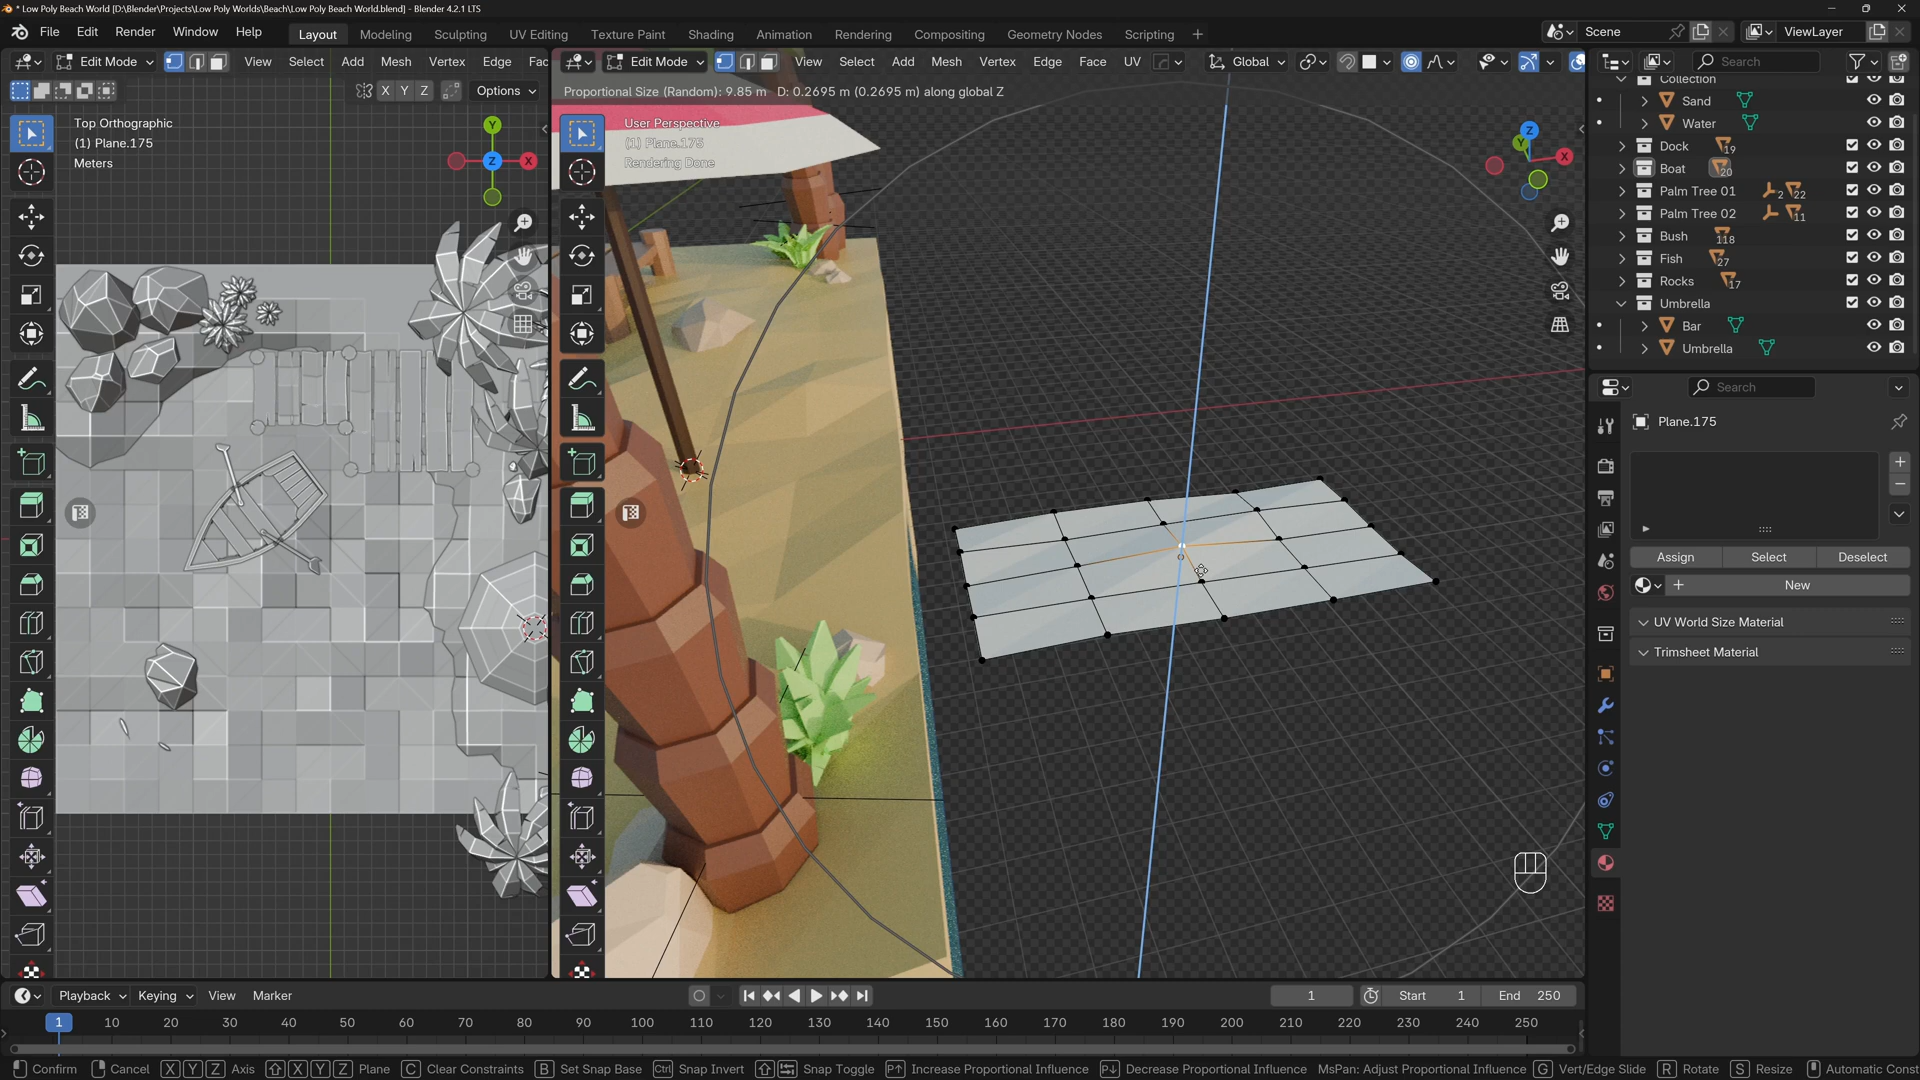 * Low Poly Beach World [D:\Blender\Projects\Low Poly Worlds\Beach\Low Poly Beach World.blend] - Blender 4.2.1 LTS
File Edit Render Window Help Layout Modeling Sculpting UV Editing Texture Paint Shading Animation Rendering Compositing Geometry Nodes Scripting + Scene ViewLayer
Edit Mode View Select Add Mesh Vertex Edge Fac
Edit Mode View Select Add Mesh Vertex Edge Face UV Global
Search
X Y Z Options
Proportional Size (Random): 9.85 m D: 0.2695 m (0.2695 m) along global Z
Top Orthographic
(1) Plane.175
Meters
Y
Z
X
User Perspective
(1) Plane.175
Rendering Done
Z
Y
X
Collection
Sand
Water
Dock 19
Boat 20
Palm Tree 01 2 22
Palm Tree 02 11
Bush 118
Fish 27
Rocks 17
Umbrella
Bar
Umbrella
Search
Plane.175
Assign Select Deselect
New
UV World Size Material
Trimsheet Material
Playback Keying View Marker 1 Start 1 End 250
1 10 20 30 40 50 60 70 80 90 100 110 120 130 140 150 160 170 180 190 200 210 220 230 240 250
Confirm Cancel X Y Z Axis X Y Z Plane C Clear Constraints B Set Snap Base Ctrl Snap Invert Snap Toggle P↑ Increase Proportional Influence P↓ Decrease Proportional Influence MsPan: Adjust Proportional Influence G Vert/Edge Slide R Rotate S Resize Automatic Const